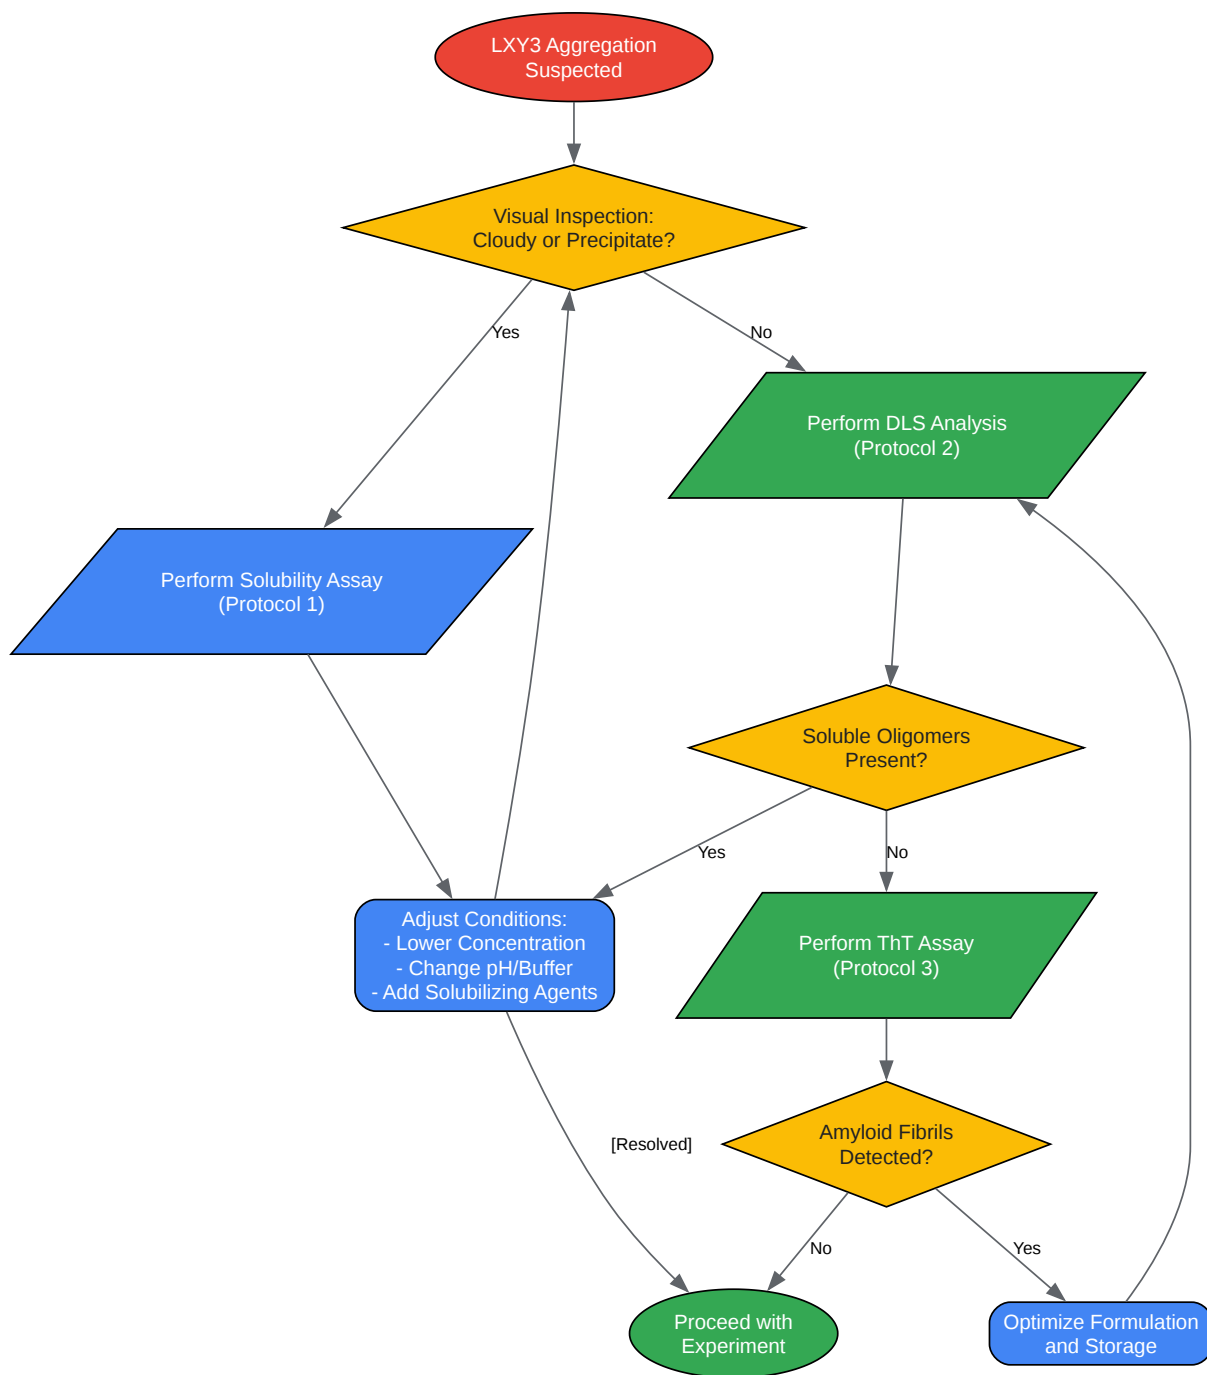 LXY3 Aggregation
Suspected
Visual Inspection:
Cloudy or Precipitate?
Yes
No
Perform DLS Analysis
(Protocol 2)
Perform Solubility Assay
(Protocol 1)
Soluble Oligomers
Present?
Yes
No
Adjust Conditions:
- Lower Concentration
- Change pH/Buffer
- Add Solubilizing Agents
Perform ThT Assay
(Protocol 3)
[Resolved]
Amyloid Fibrils
Detected?
No
Yes
Proceed with
Experiment
Optimize Formulation
and Storage